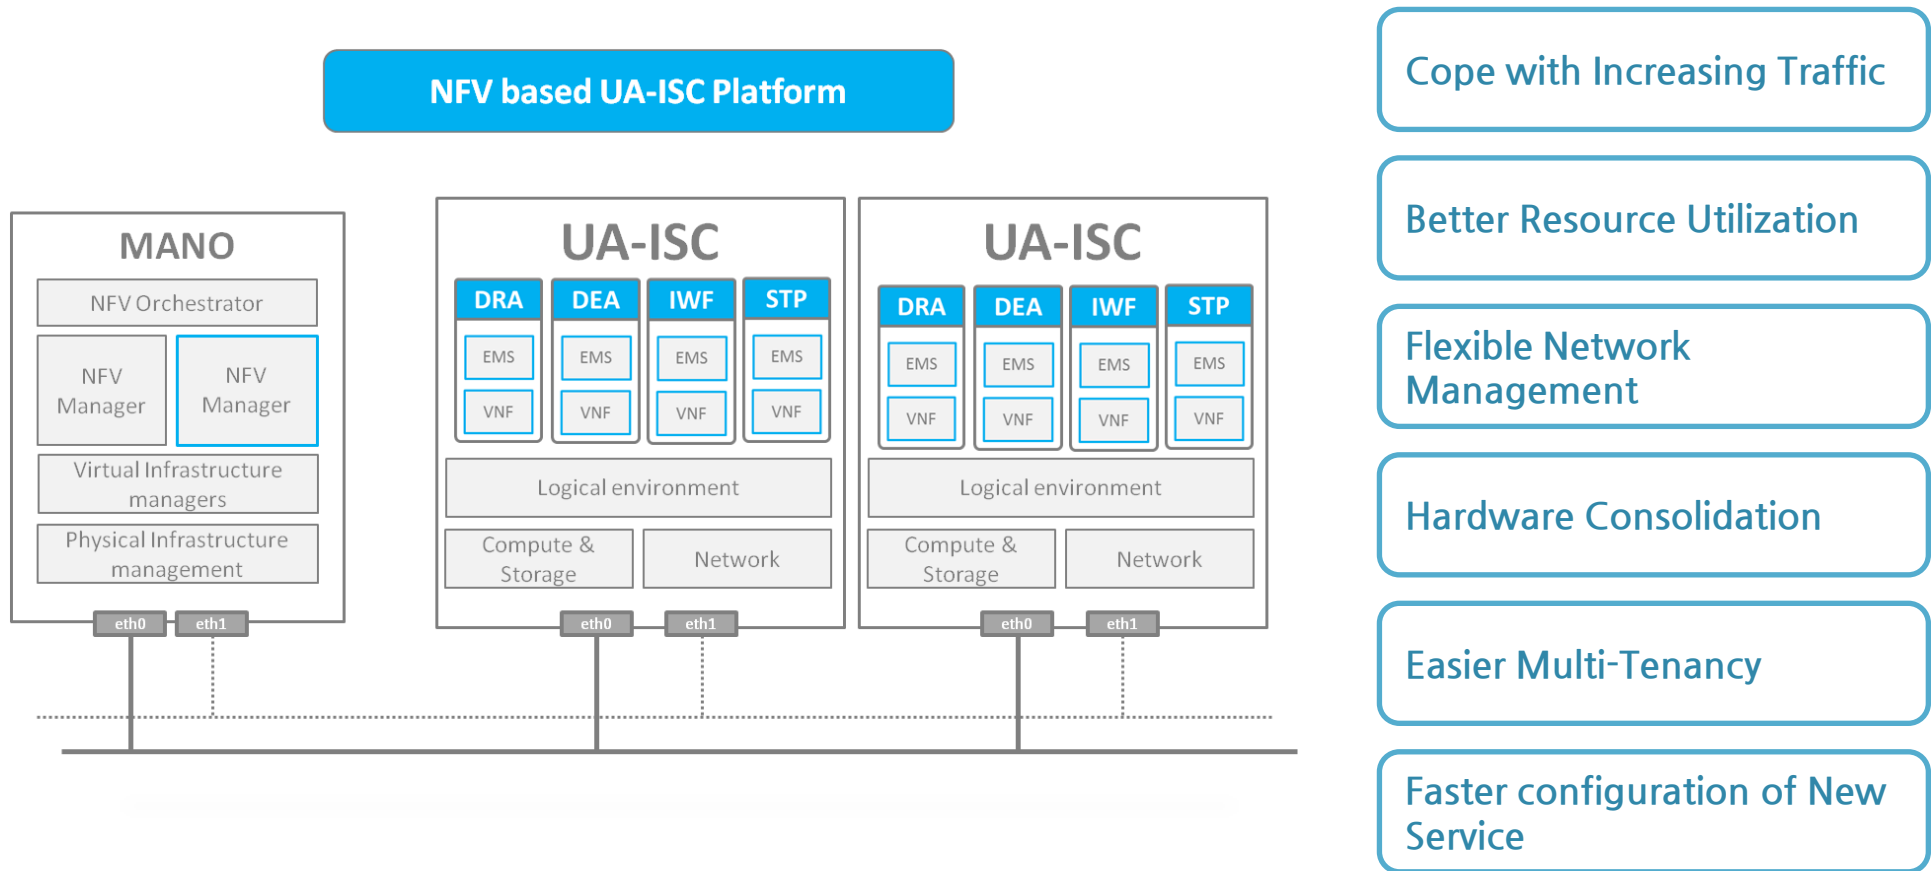 NFV based UA-ISC Platform
MANO
NFV Orchestrator
NFV
Manager
NFV
Manager
Virtual Infrastructure
managers
Physical Infrastructure
management
eth0 eth1
UA-ISC
DRA DEA IWF STP
EMS EMS EMS EMS
VNF VNF VNF VNF
Logical environment
Compute &
Storage
Network
eth0 eth1
UA-ISC
DRA DEA IWF STP
EMS EMS EMS EMS
VNF VNF VNF VNF
Logical environment
Compute &
Storage
Network
eth0 eth1
Cope with Increasing Traffic
Better Resource Utilization
Flexible Network
Management
Hardware Consolidation
Easier Multi-Tenancy
Faster configuration of New
Service